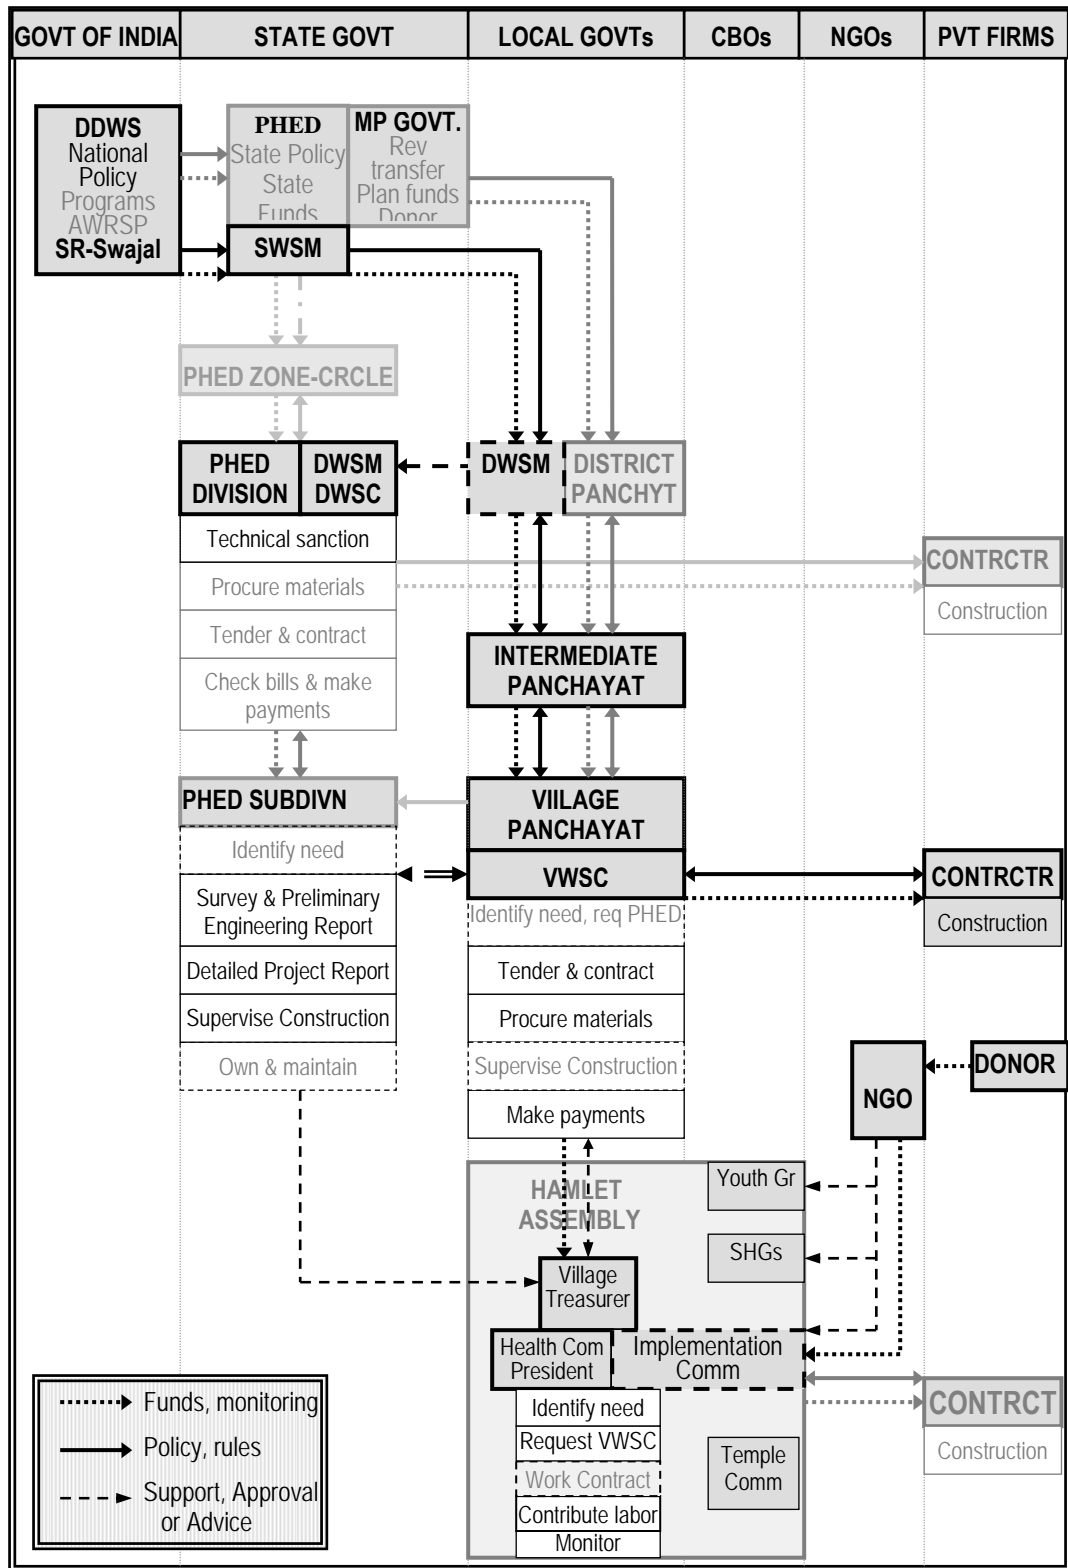 GOVT OF INDIA
STATE GOVT
LOCAL GOVTs
CBOs
NGOs
PVT FIRMS
DDWS
National
Policy
Programs
AWRSP
SR-Swajal
PHED
State Policy
State
Funds
MP GOVT.
Rev
transfer
Plan funds
Donor
SWSM
PHED ZONE-CRCLE
PHED
DIVISION
DWSM
DWSC
DWSM
DISTRICT
PANCHYT
Technical sanction
Procure materials
Tender & contract
Check bills & make
payments
CONTRCTR
Construction
INTERMEDIATE
PANCHAYAT
PHED SUBDIVN
Identify need
Survey & Preliminary
Engineering Report
Detailed Project Report
Supervise Construction
Own & maintain
VIILAGE
PANCHAYAT
VWSC
Identify need, req PHED
Tender & contract
Procure materials
Supervise Construction
Make payments
CONTRCTR
Construction
NGO
DONOR
HAMLET
ASSEMBLY
Youth Gr
SHGs
Village
Treasurer
Health Com
President
Implementation
Comm
Identify need
Request VWSC
Work Contract
Contribute labor
Monitor
Temple
Comm
CONTRCT
Construction
Funds, monitoring
Policy, rules
Support, Approval
or Advice